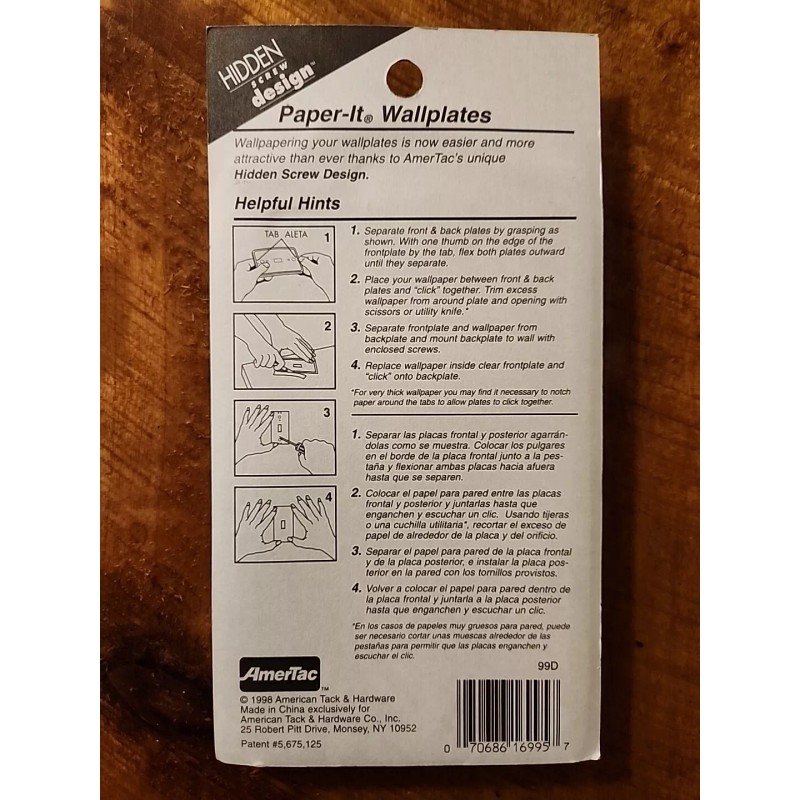 HIDDEN
SCREW
design™
Paper-It® Wallplates
Wallpapering your wallplates is now easier and more
attractive than ever thanks to AmerTac's unique
Hidden Screw Design.
Helpful Hints
TAB ALETA
1
2
3
4
1. Separate front & back plates by grasping as
shown. With one thumb on the edge of the
frontplate by the tab, flex both plates outward
until they separate.
2. Place your wallpaper between front & back
plates and "click" together. Trim excess
wallpaper from around plate and opening with
scissors or utility knife.*
3. Separate frontplate and wallpaper from
backplate and mount backplate to wall with
enclosed screws.
4. Replace wallpaper inside clear frontplate and
"click" onto backplate.
*For very thick wallpaper you may find it necessary to notch
paper around the tabs to allow plates to click together.
1. Separar las placas frontal y posterior agarrán-
dolas como se muestra. Colocar los pulgares
en el borde de la placa frontal junto a la pes-
taña y flexionar ambas placas hacia afuera
hasta que se separen.
2. Colocar el papel para pared entre las placas
frontal y posterior y juntarlas hasta que
enganchen y escuchar un clic. Usando tijeras
o una cuchilla utilitaria*, recortar el exceso de
papel de alrededor de la placa y del orificio.
3. Separar el papel para pared de la placa frontal
y de la placa posterior, e instalar la placa pos-
terior en la pared con los tornillos provistos.
4. Volver a colocar el papel para pared dentro de
la placa frontal y juntarla a la placa posterior
hasta que enganchen y escuchar un clic.
*En los casos de papeles muy gruesos para pared, puede
ser necesario cortar unas muescas alrededor de las
pestañas para permitir que las placas enganchen y
escuchar el clic.
99D
AmerTac™
© 1998 American Tack & Hardware
Made in China exclusively for
American Tack & Hardware Co., Inc.
25 Robert Pitt Drive, Monsey, NY 10952
Patent #5,675,125
0 70686 16995 7